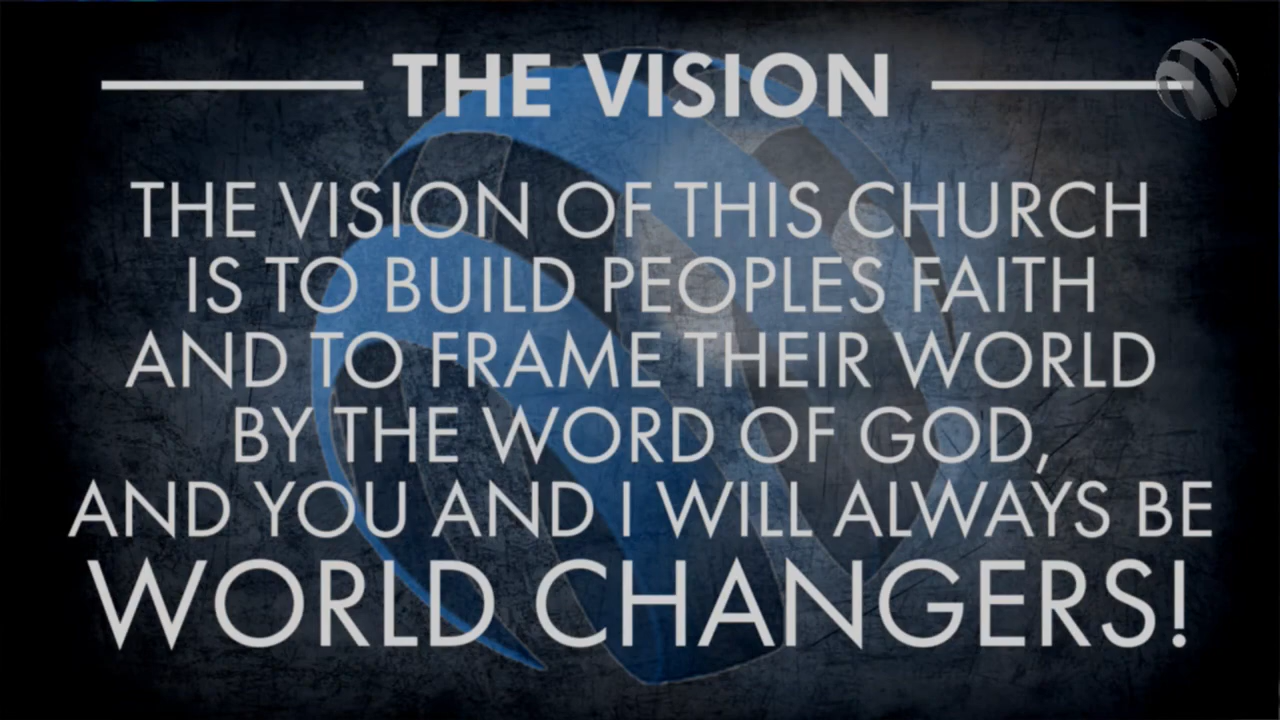 THE VISION
THE VISION OF THIS CHURCH
IS TO BUILD PEOPLES FAITH
AND TO FRAME THEIR WORLD
BY THE WORD OF GOD,
AND YOU AND I WILL ALWAYS BE
WORLD CHANGERS!